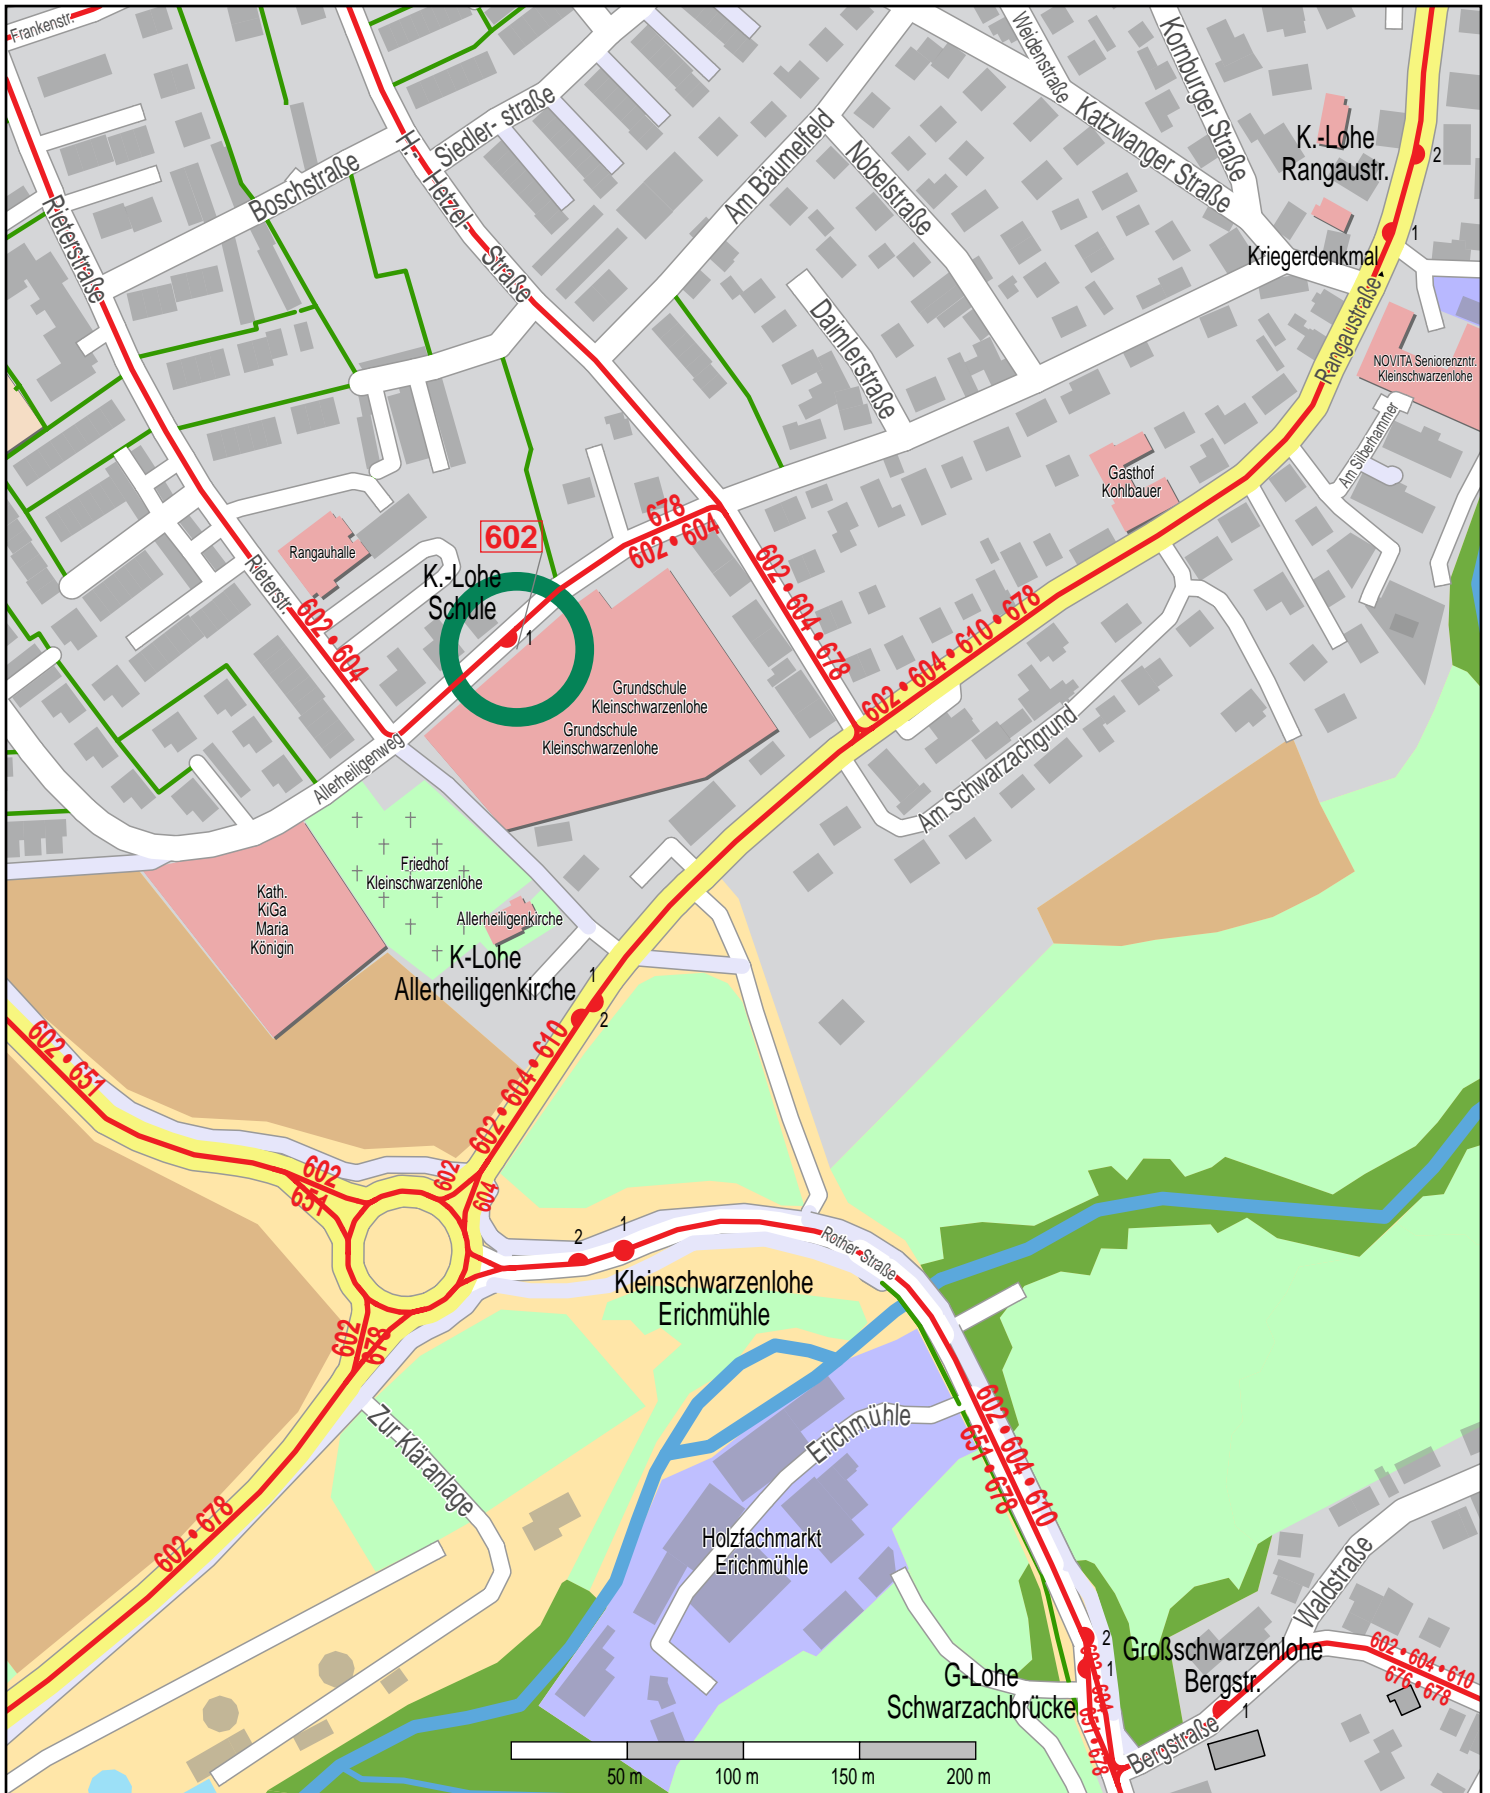 Frankenstr.
Siedler- straße
Boschstraße
H.-
Hetzel-
Straße
Rieterstraße
Am Bäumelfeld
Nobelstraße
Weidenstraße
Kornburger Straße
Katzwanger Straße
K.-Lohe
Rangaustr.
2
1
Kriegerdenkmal
Rangaustraße
Daimlerstraße
NOVITA Seniorenzntr.
Kleinschwarzenlohe
Am Silberhammer
Gasthof
Kohlbauer
678
602 • 604
602
Rangauhalle
K.-Lohe
Schule
1
Rieterstr.
602 • 604
602 • 604 • 678
602 • 604 • 610 • 678
Grundschule
Kleinschwarzenlohe
Grundschule
Kleinschwarzenlohe
Allerheiligenweg
Am Schwarzachgrund
Friedhof
Kleinschwarzenlohe
Allerheiligenkirche
Kath.
KiGa
Maria
Königin
K-Lohe
Allerheiligenkirche
1
2
602 • 651
602 • 604 • 610
602
651
602
604
2
1
Rother Straße
Kleinschwarzenlohe
Erichmühle
602
678
Zur Kläranlage
Erichmühle
602 • 604 • 610
651 • 678
602 • 678
Holzfachmarkt
Erichmühle
Waldstraße
2
1
Großschwarzenlohe
Bergstr.
1
602 • 604 • 610
676 • 678
G-Lohe
Schwarzachbrücke
602 • 604
651 • 678
Bergstraße
50 m
100 m
150 m
200 m